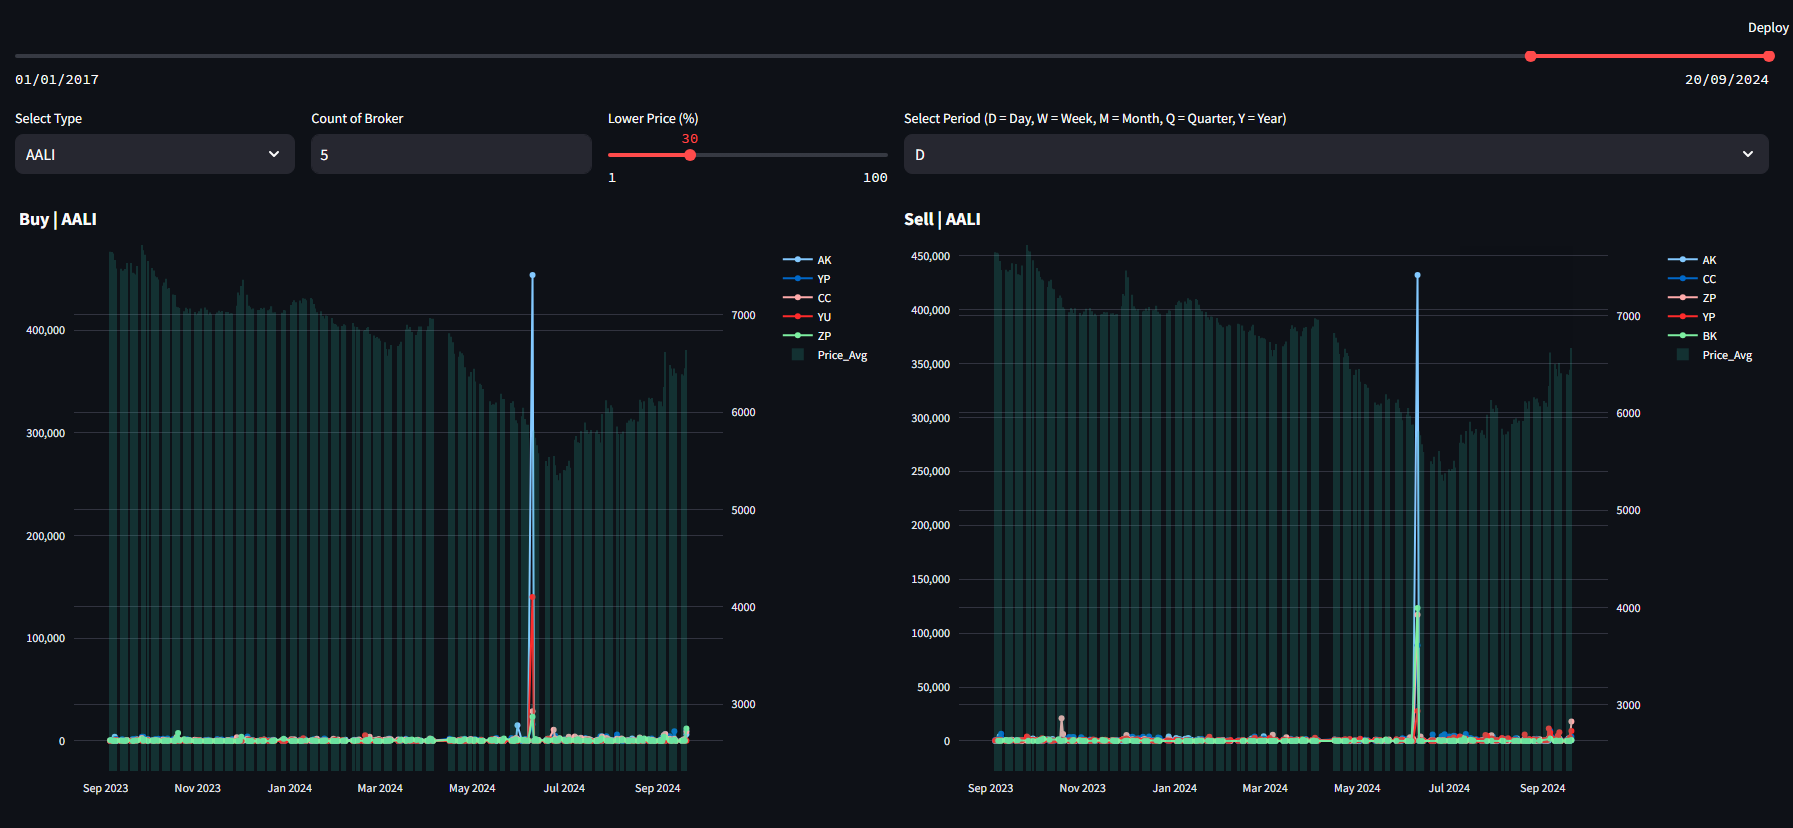 Deploy
01/01/2017
20/09/2024
Select Type
Count of Broker
Lower Price (%)
Select Period (D = Day, W = Week, M = Month, Q = Quarter, Y = Year)
30
AALI
5
D
1
100
Buy | AALI
400,000
300,000
200,000
100,000
0
7000
6000
5000
4000
3000
Sep 2023
Nov 2023
Jan 2024
Mar 2024
May 2024
Jul 2024
Sep 2024
AK
YP
CC
YU
ZP
Price_Avg
Sell | AALI
450,000
400,000
350,000
300,000
250,000
200,000
150,000
100,000
50,000
0
7000
6000
5000
4000
3000
Sep 2023
Nov 2023
Jan 2024
Mar 2024
May 2024
Jul 2024
Sep 2024
AK
CC
ZP
YP
BK
Price_Avg